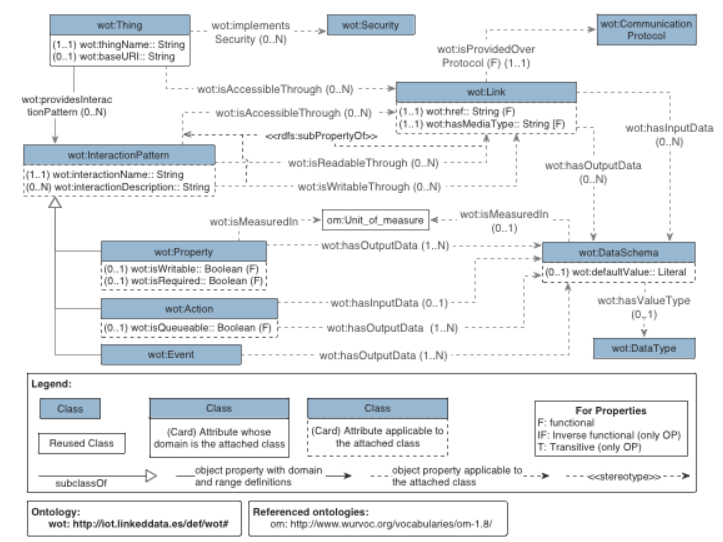 wot:Thing
(1..1) wot:thingName:: String
(0..1) wot:baseURI:: String
wot:implements
Security (0..N)
wot:Security
wot:isProvidedOver
Protocol (F) (1..1)
wot:Communication
Protocol
wot:isAccessibleThrough (0..N)
wot:Link
(1..1) wot:href:: String (F)
(1..1) wot:hasMediaType:: String [F)
wot:providesInterac
tionPattern (0..N)
wot:isAccessibleThrough (0..N)
<<rdfs:subPropertyOf>>
wot:hasInputData
(0..N)
wot:InteractionPattern
(1..1) wot:interactionName:: String
(0..N) wot:interactionDescription:: String
wot:isReadableThrough (0..N)
wot:isWritableThrough (0..N)
wot:hasOutputData
(0..N)
wot:isMeasuredIn
om:Unit_of_measure
wot:isMeasuredIn
(0..1)
wot:Property
(0..1) wot:isWritable:: Boolean (F)
(0..1) wot:isRequired:: Boolean (F)
wot:hasOutputData (1..N)
wot:DataSchema
(0..1) wot:defaultValue:: Literal
wot:Action
(0..1) wot:isQueueable:: Boolean (F)
wot:hasInputData (0..1)
wot:hasOutputData (1..N)
wot:hasValueType
(0..1)
wot:Event
wot:hasOutputData (1..N)
wot:DataType
Legend:
Class
Reused Class
Class
(Card) Attribute whose
domain is the attached class
Class
(Card) Attribute applicable to
the attached class
For Properties
F: functional
IF: Inverse functional (only OP)
T: Transitive (only OP)
subclassOf
object property with domain
and range definitions
object property applicable to
the attached class
<<stereotype>>
Ontology:
wot: http://iot.linkeddata.es/def/wot#
Referenced ontologies:
om: http://www.wurvoc.org/vocabularies/om-1.8/